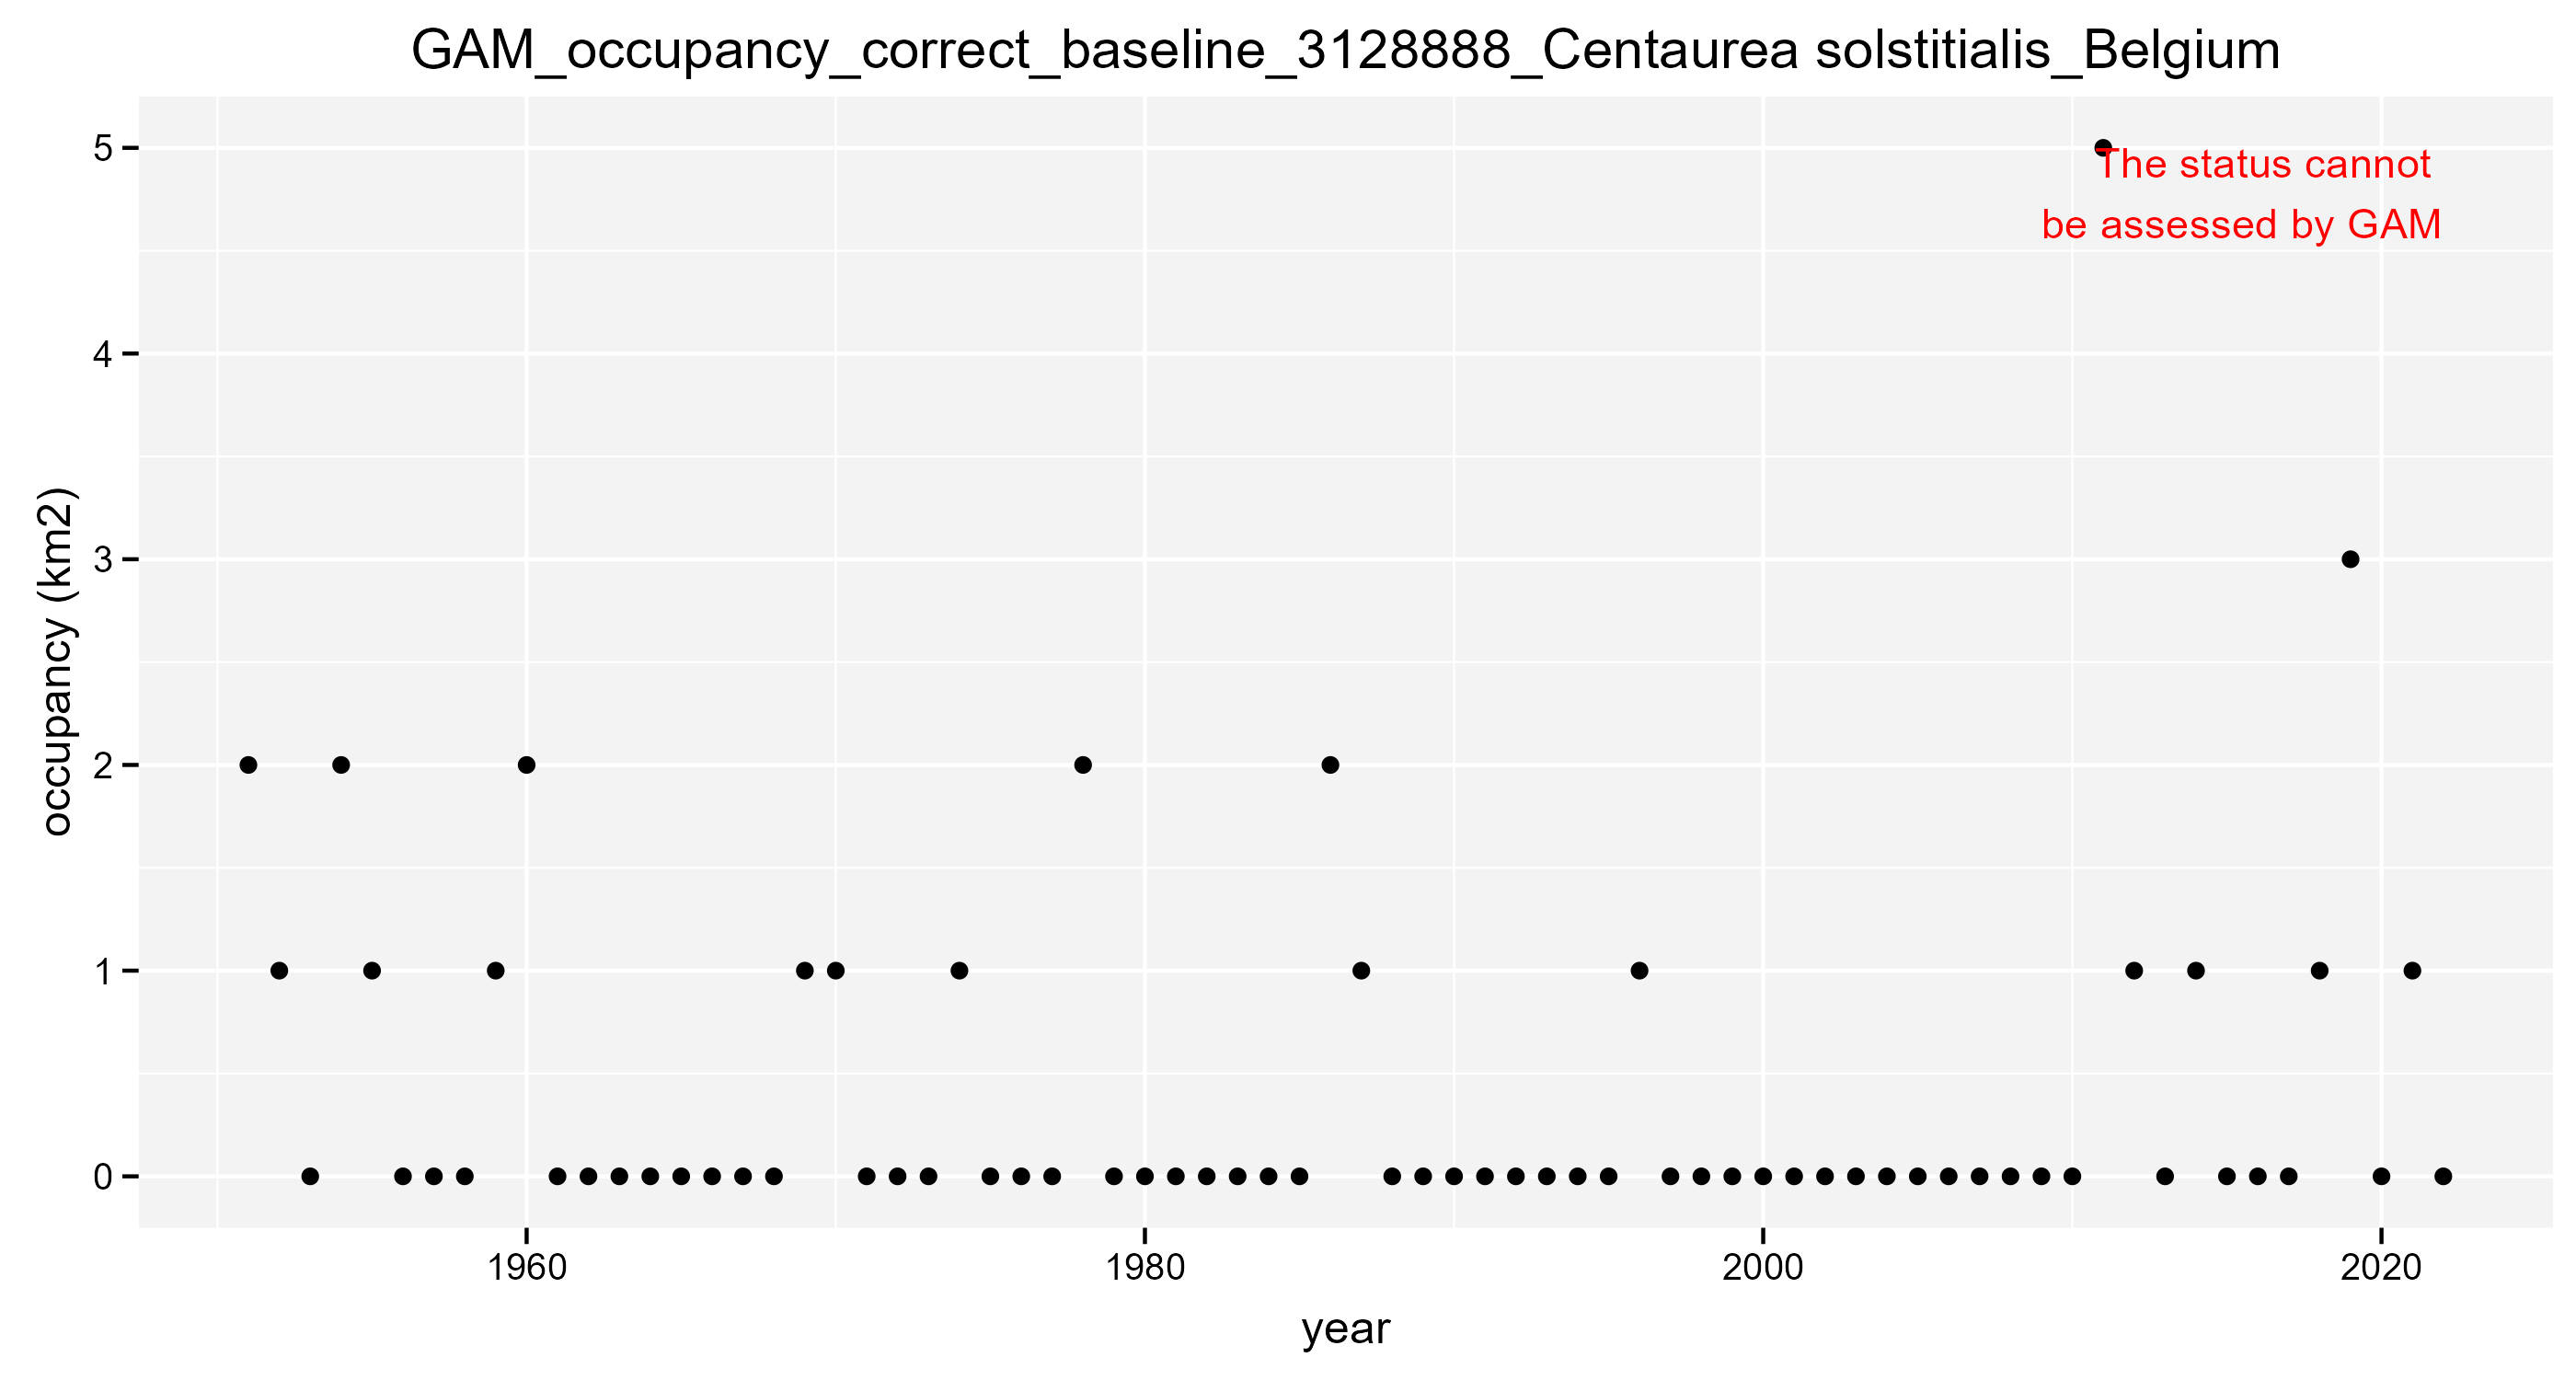 GAM_occupancy_correct_baseline_3128888_Centaurea solstitialis_Belgium
The status cannot
be assessed by GAM
occupancy (km2)
5
4
3
2
1
0
1960 1980 2000 2020
year